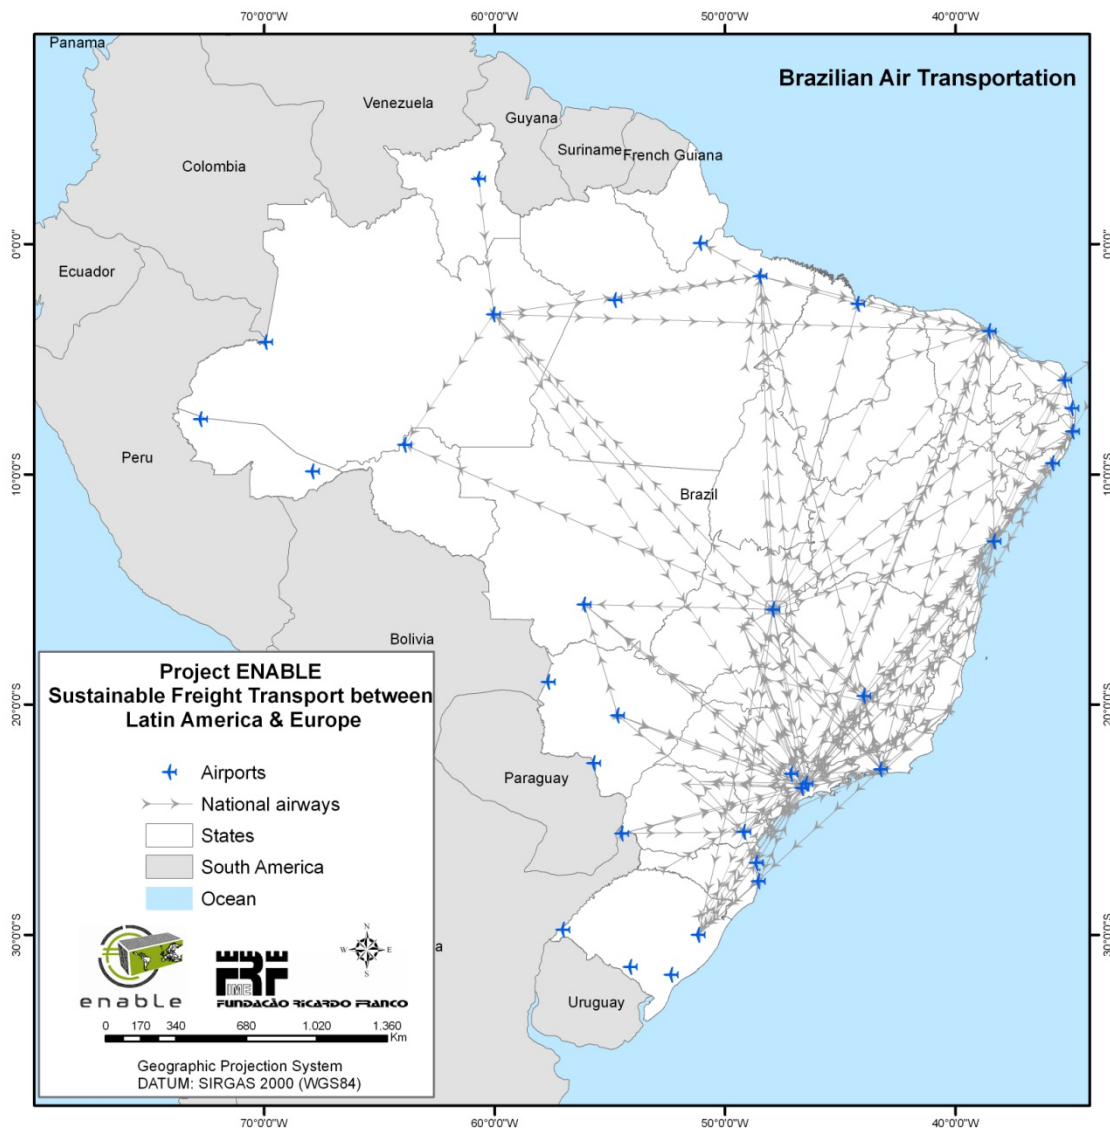 70°0'0"W 60°0'0"W 50°0'0"W 40°0'0"W
Panama
Brazilian Air Transportation
Venezuela
Guyana
Suriname
French Guiana
Colombia
0°0'0" 0°0'0"
Ecuador
Peru
10°0'0"S 10°0'0"S
Brazil
Bolivia
Project ENABLE
Sustainable Freight Transport between
Latin America & Europe
20°0'0"S 20°0'0"S
Airports
Paraguay
National airways
States
South America
Ocean
30°0'0"S 30°0'0"S
N
W E
S
a
enable
FRF
IME
FUNDAÇÃO RICARDO FRANCO
Uruguay
0 170 340 680 1.020 1.360
Km
Geographic Projection System
DATUM: SIRGAS 2000 (WGS84)
70°0'0"W 60°0'0"W 50°0'0"W 40°0'0"W